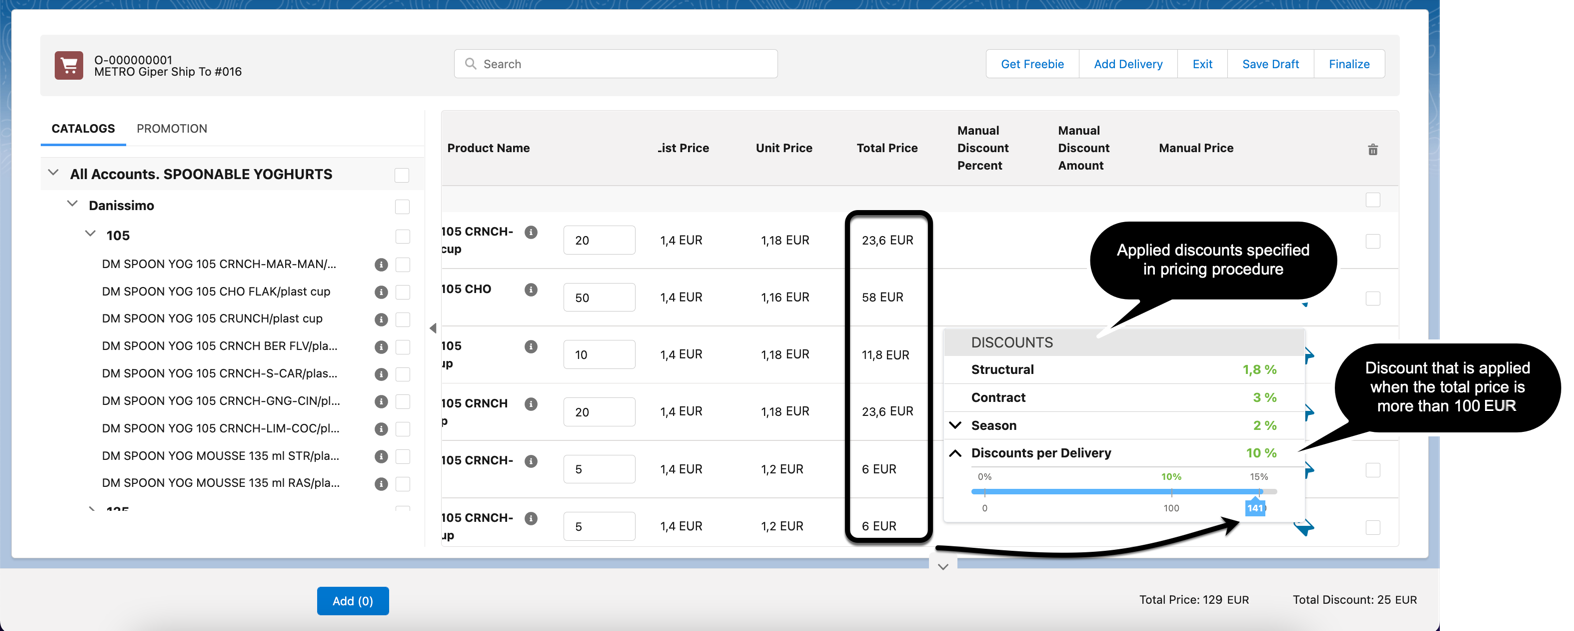 O-000000001
METRO Giper Ship To #016
Search
Get Freebie
Add Delivery
Exit
Save Draft
Finalize
CATALOGS
PROMOTION
All Accounts. SPOONABLE YOGHURTS
Danissimo
105
DM SPOON YOG 105 CRNCH-MAR-MAN/...
DM SPOON YOG 105 CHO FLAK/plast cup
DM SPOON YOG 105 CRUNCH/plast cup
DM SPOON YOG 105 CRNCH BER FLV/pla...
DM SPOON YOG 105 CRNCH-S-CAR/plas...
DM SPOON YOG 105 CRNCH-GNG-CIN/pl...
DM SPOON YOG 105 CRNCH-LIM-COC/pl...
DM SPOON YOG MOUSSE 135 ml STR/pla...
DM SPOON YOG MOUSSE 135 ml RAS/pla...
Product Name
List Price
Unit Price
Total Price
Manual
Discount
Percent
Manual
Discount
Amount
Manual Price
105 CRNCH-
cup
20
1,4 EUR
1,18 EUR
23,6 EUR
105 CHO
50
1,4 EUR
1,16 EUR
58 EUR
105
up
10
1,4 EUR
1,18 EUR
11,8 EUR
105 CRNCH
p
20
1,4 EUR
1,18 EUR
23,6 EUR
105 CRNCH-
5
1,4 EUR
1,2 EUR
6 EUR
105 CRNCH-
up
5
1,4 EUR
1,2 EUR
6 EUR
Applied discounts specified
in pricing procedure
DISCOUNTS
Structural
1,8 %
Contract
3 %
Season
2 %
Discounts per Delivery
10 %
0%
10%
15%
0
100
141
Discount that is applied
when the total price is
more than 100 EUR
Add (0)
Total Price: 129 EUR
Total Discount: 25 EUR